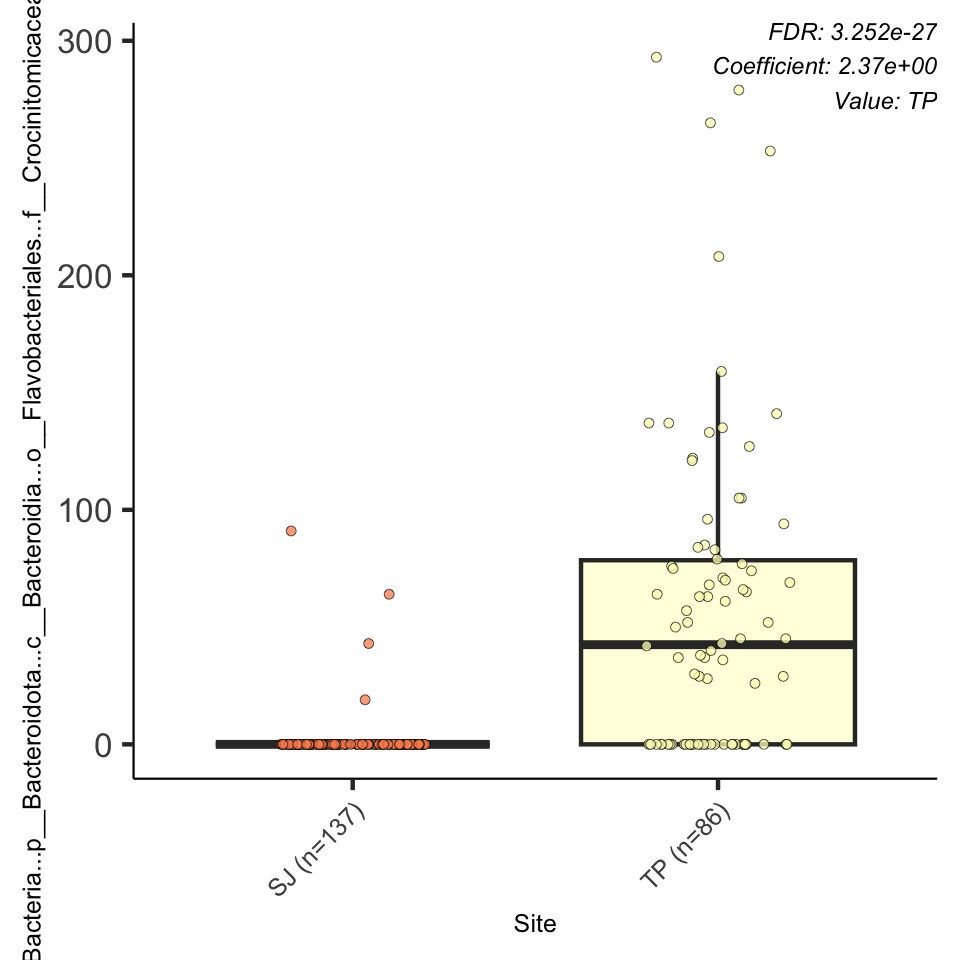 FDR: 3.252e-27
Coefficient: 2.37e+00
Value: TP
300
200
100
0
Bacteria...p__Bacteroidota...c__Bacteroidia...o__Flavobacteriales...f__Crocinitomicacea
SJ (n=137)
TP (n=86)
Site